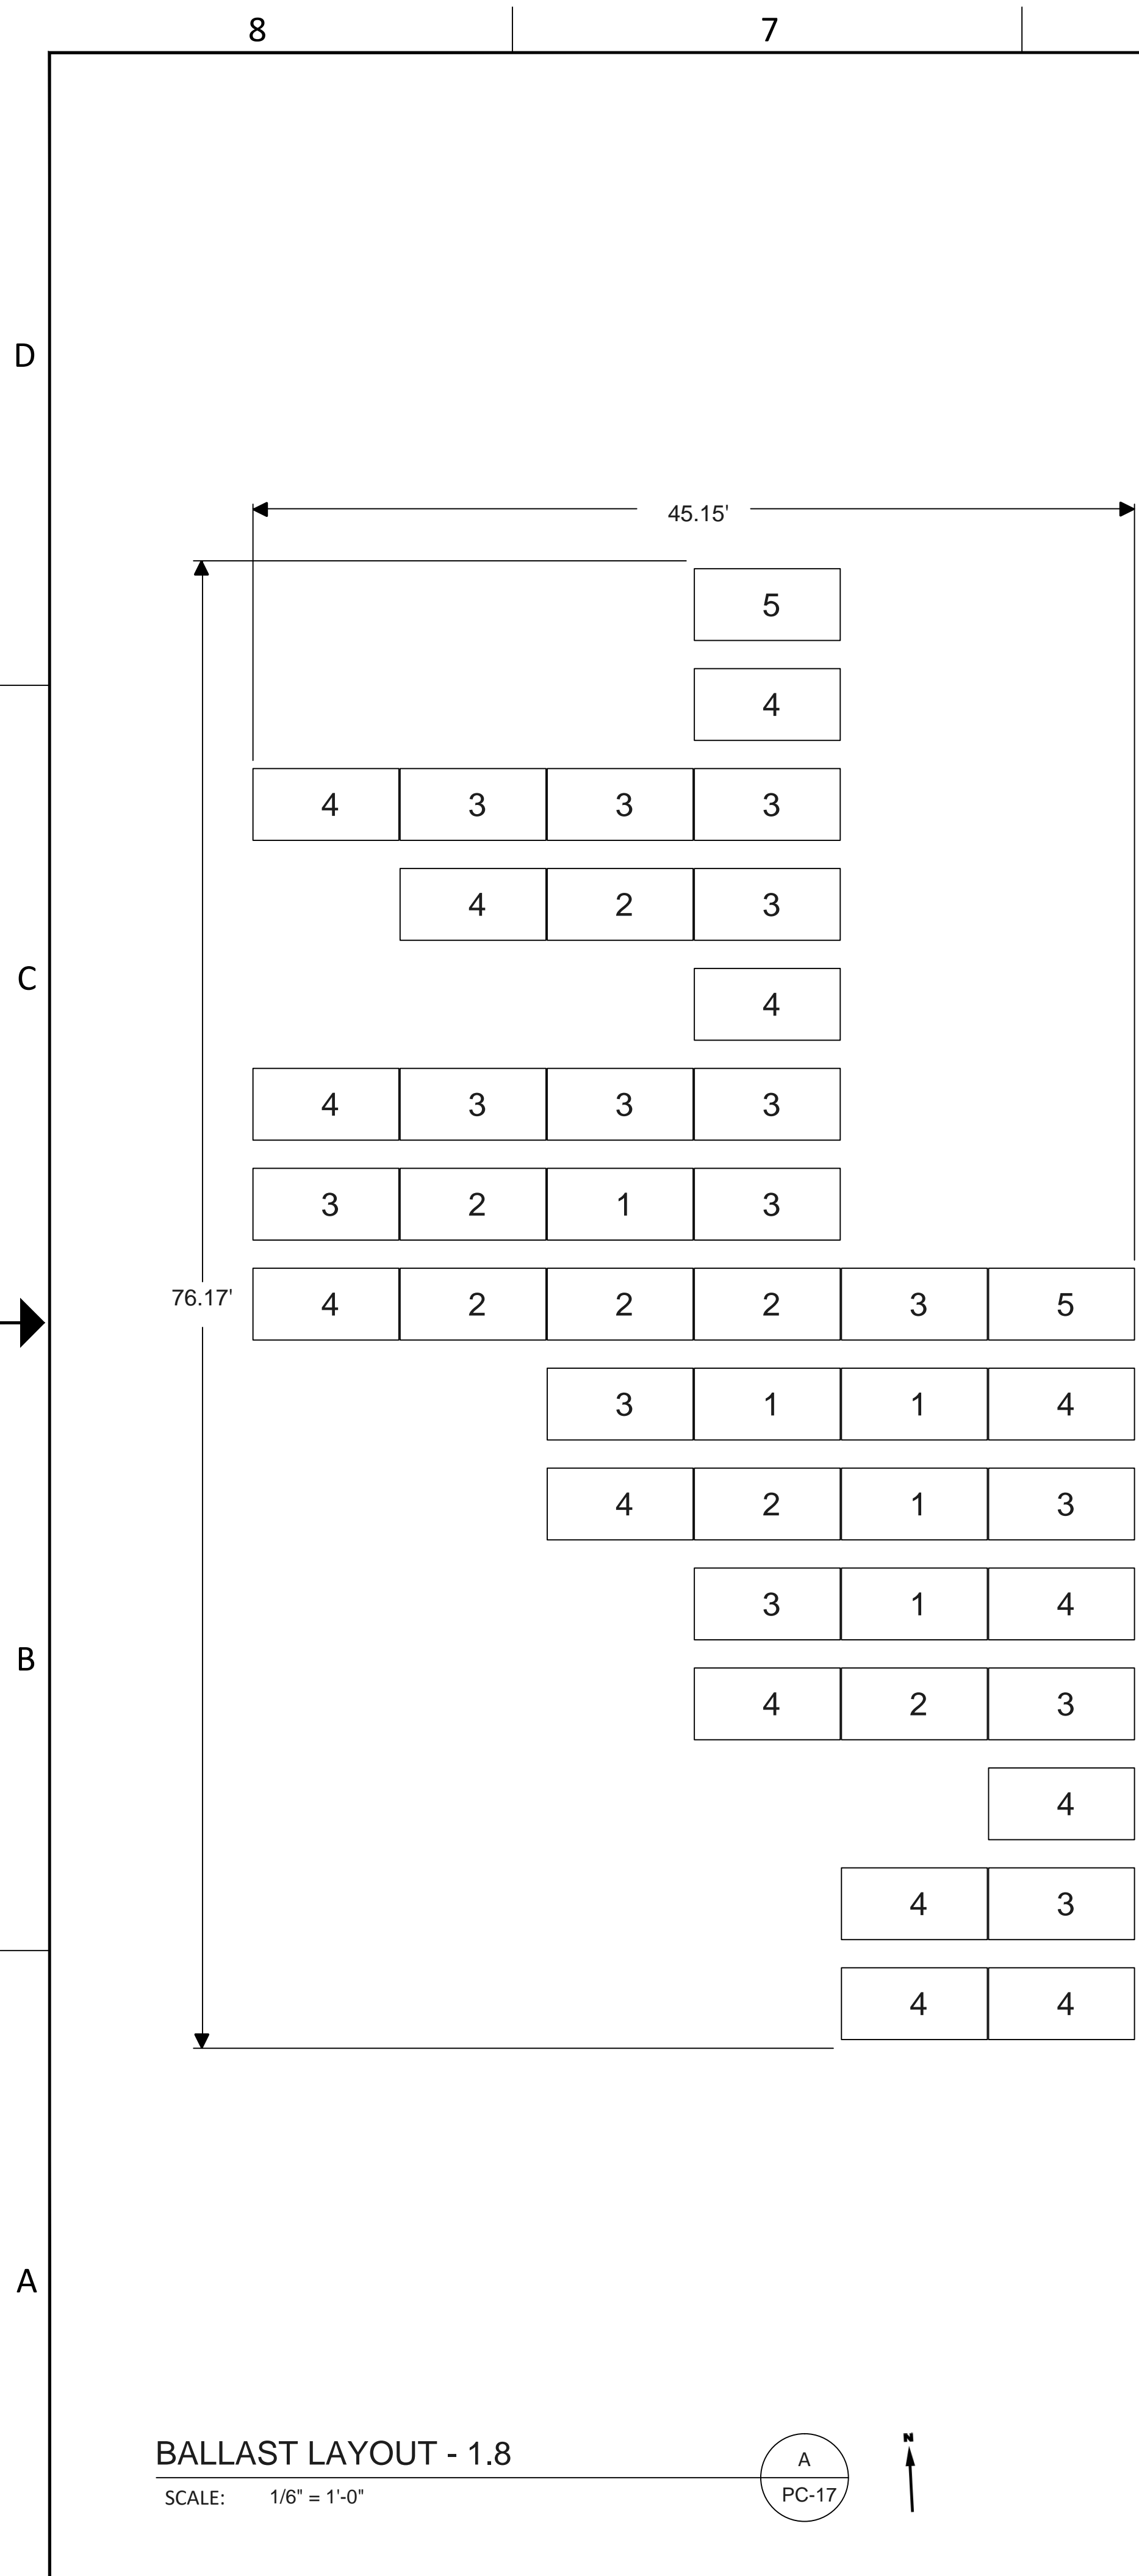 8 7
D
45.15'
5
4
4 3 3 3
4 2 3
C
4
4 3 3 3
3 2 1 3
76.17'
4 2 2 2 3 5
3 1 1 4
4 2 1 3
3 1 4
B
4 2 3
4
4 3
4 4
A
N
BALLAST LAYOUT - 1.8
A
SCALE: 1/6" = 1'-0"
PC-17